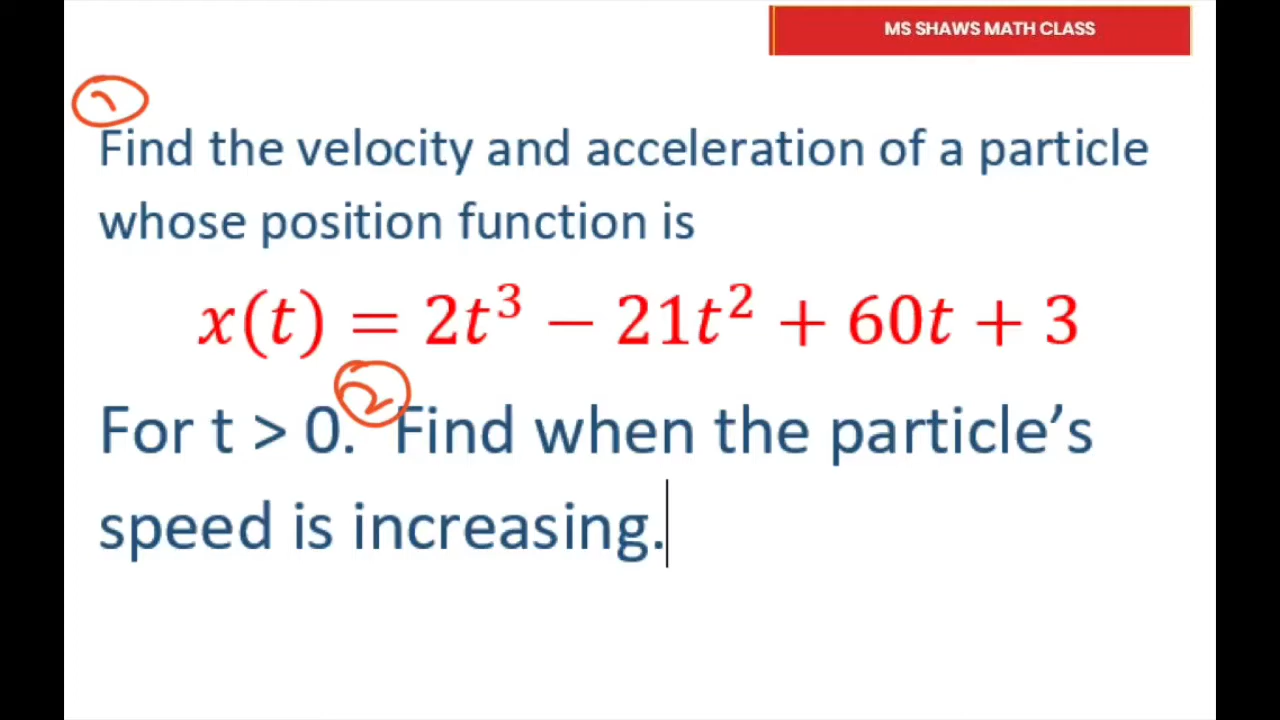 MS SHAWS MATH CLASS
Find the velocity and acceleration of a particle
whose position function is
x(t) = 2t³ − 21t² + 60t + 3
2
For t > 0. Find when the particle’s
speed is increasing.